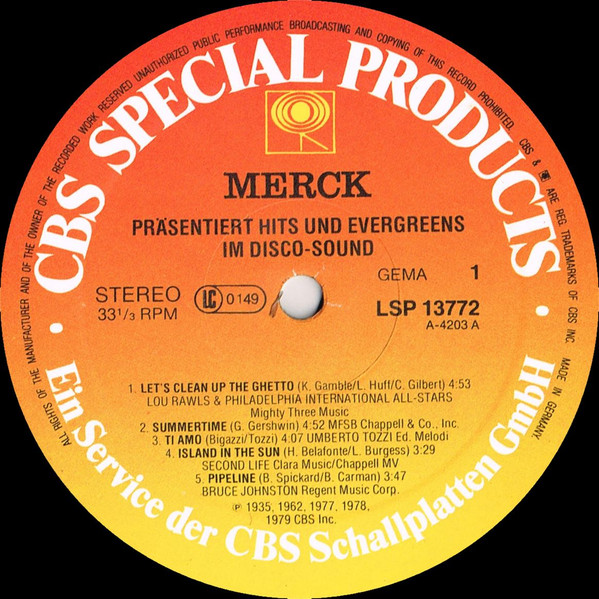 ALL RIGHTS OF THE MANUFACTURER AND OF THE OWNER OF THE RECORDED WORK RESERVED UNAUTHORIZED PUBLIC PERFORMANCE BROADCASTING AND COPYING OF THIS RECORD PROHIBITED. CBS & ARE REG. TRADEMARKS OF CBS INC. MADE IN GERMANY.
CBS SPECIAL PRODUCTS
MERCK
PRÄSENTIERT HITS UND EVERGREENS
IM DISCO-SOUND
STEREO
33 1/3 RPM
LC 0149
GEMA 1
LSP 13772
A-4203 A
1. LET'S CLEAN UP THE GHETTO (K. Gamble/L. Huff/C. Gilbert) 4:53
LOU RAWLS & PHILADELPHIA INTERNATIONAL ALL-STARS
Mighty Three Music
2. SUMMERTIME (G. Gershwin) 4:52 MFSB Chappell & Co., Inc.
3. TI AMO (Bigazzi/Tozzi) 4:07 UMBERTO TOZZI Ed. Melodi
4. ISLAND IN THE SUN (H. Belafonte/L. Burgess) 3:29
SECOND LIFE Clara Music/Chappell MV
5. PIPELINE (B. Spickard/B. Carman) 3:47
BRUCE JOHNSTON Regent Music Corp.
℗ 1935, 1962, 1977, 1978,
1979 CBS Inc.
· Ein Service der CBS Schallplatten GmbH ·